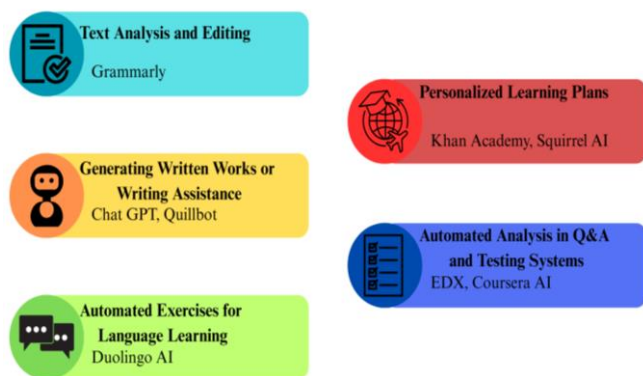 Text Analysis and Editing
Grammarly
Generating Written Works or
Writing Assistance
Chat GPT, Quillbot
Automated Exercises for
Language Learning
Duolingo AI
Personalized Learning Plans
Khan Academy, Squirrel AI
Automated Analysis in Q&A
and Testing Systems
EDX, Coursera AI